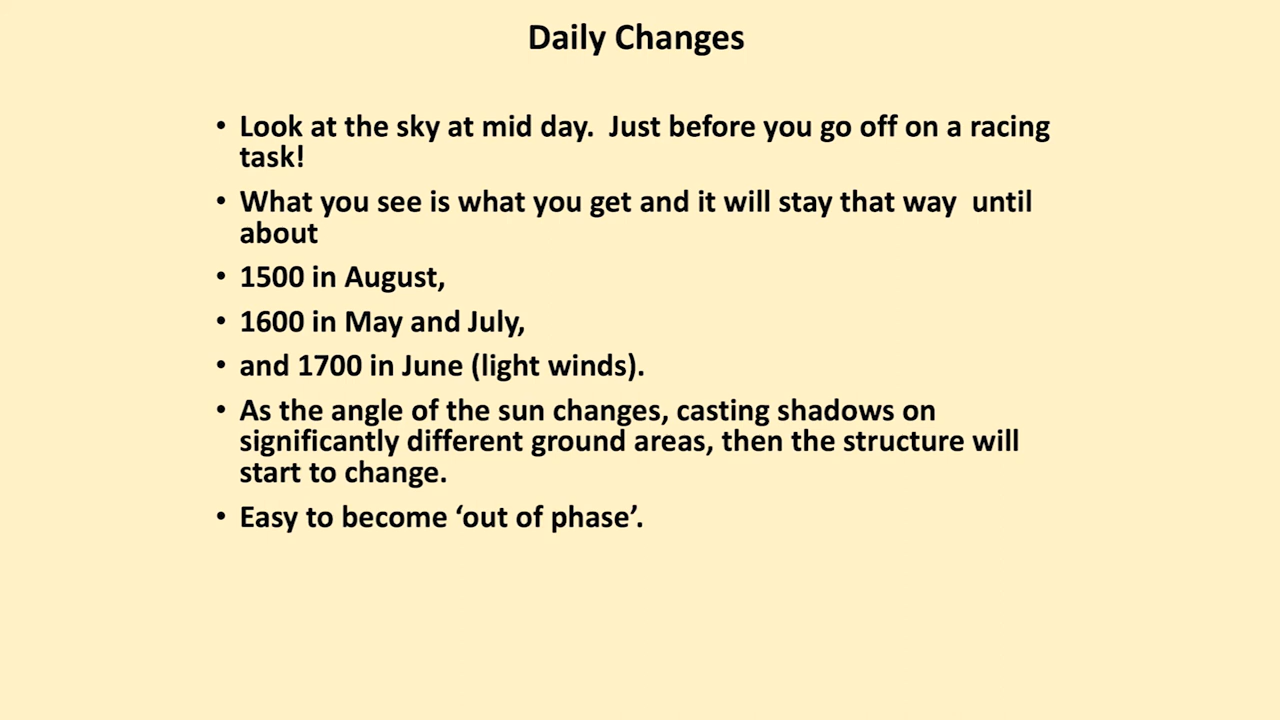 Daily Changes
• Look at the sky at mid day.  Just before you go off on a racing
task!
• What you see is what you get and it will stay that way  until
about
• 1500 in August,
• 1600 in May and July,
• and 1700 in June (light winds).
• As the angle of the sun changes, casting shadows on
significantly different ground areas, then the structure will
start to change.
• Easy to become ‘out of phase’.